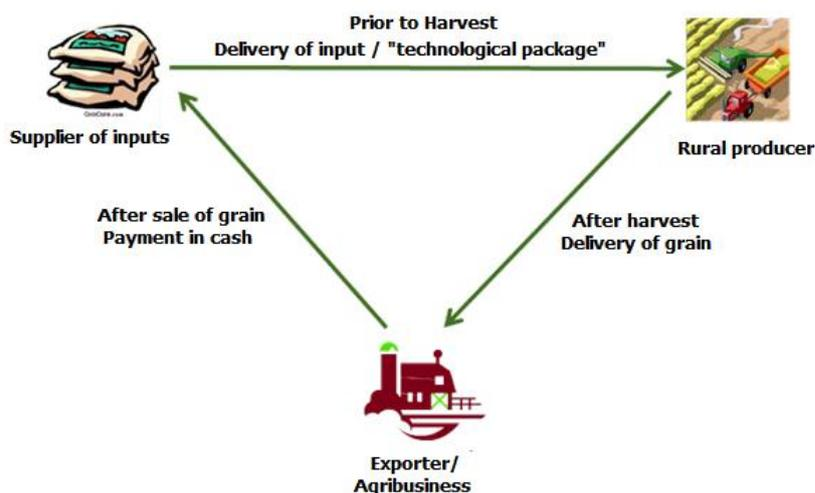 Prior to Harvest
Delivery of input / "technological package"
Supplier of inputs
Rural producer
After sale of grain
Payment in cash
After harvest
Delivery of grain
Exporter/
Agribusiness